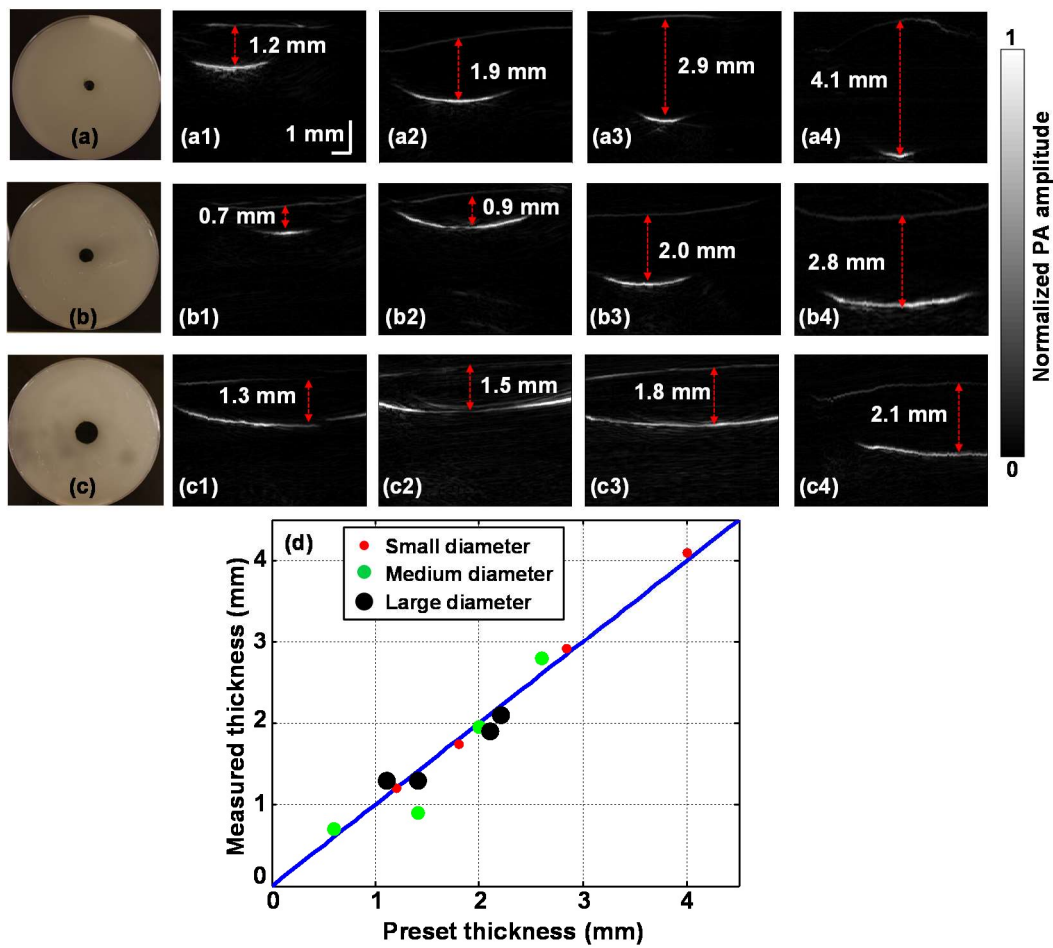 (a)
1.2 mm
1 mm
(a1)
1.9 mm
(a2)
2.9 mm
(a3)
4.1 mm
(a4)
1
Normalized PA amplitude
0
(b)
0.7 mm
(b1)
0.9 mm
(b2)
2.0 mm
(b3)
2.8 mm
(b4)
(c)
1.3 mm
(c1)
1.5 mm
(c2)
1.8 mm
(c3)
2.1 mm
(c4)
(d)
Small diameter
Medium diameter
Large diameter
Measured thickness (mm)
4
3
2
1
0
0 1 2 3 4
Preset thickness (mm)